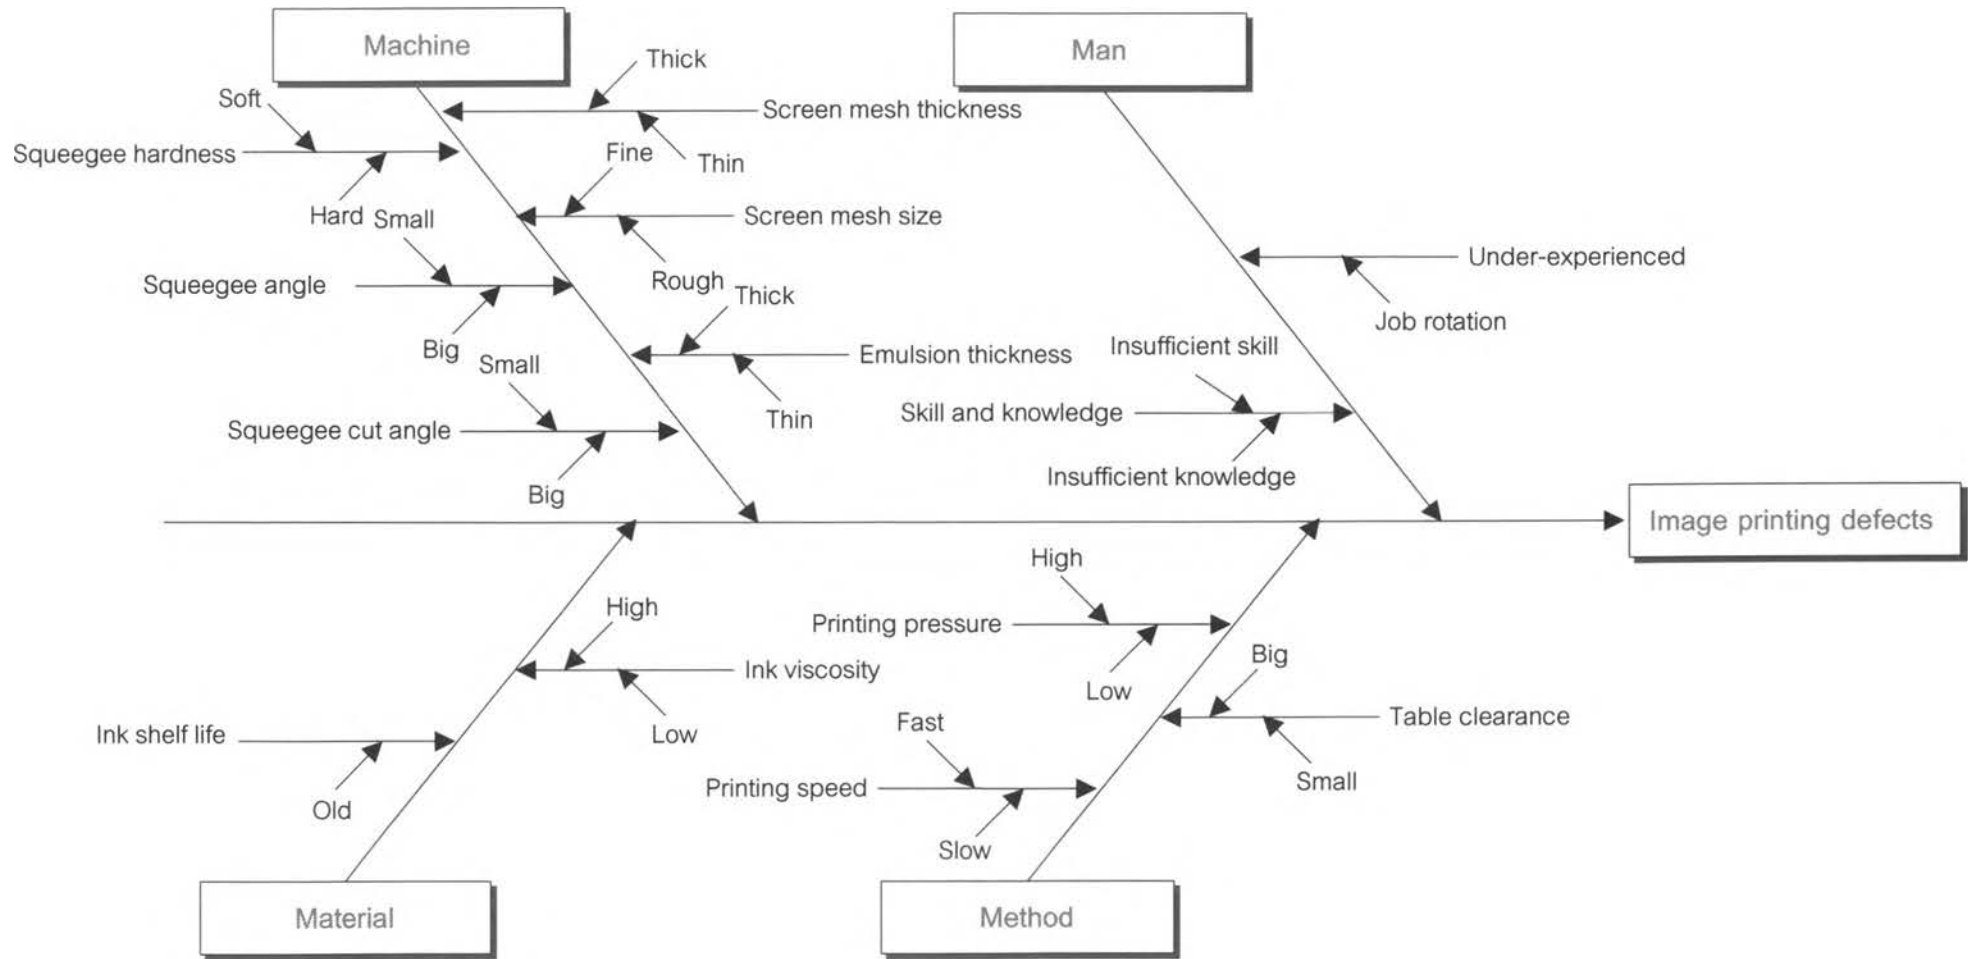 Machine
Man
Thick
Soft
Screen mesh thickness
Squeegee hardness
Fine
Thin
Hard
Small
Screen mesh size
Under-experienced
Squeegee angle
Rough
Thick
Job rotation
Big
Insufficient skill
Emulsion thickness
Small
Skill and knowledge
Thin
Squeegee cut angle
Insufficient knowledge
Big
Image printing defects
High
High
Printing pressure
Big
Ink viscosity
Low
Table clearance
Fast
Ink shelf life
Low
Small
Printing speed
Old
Slow
Material
Method